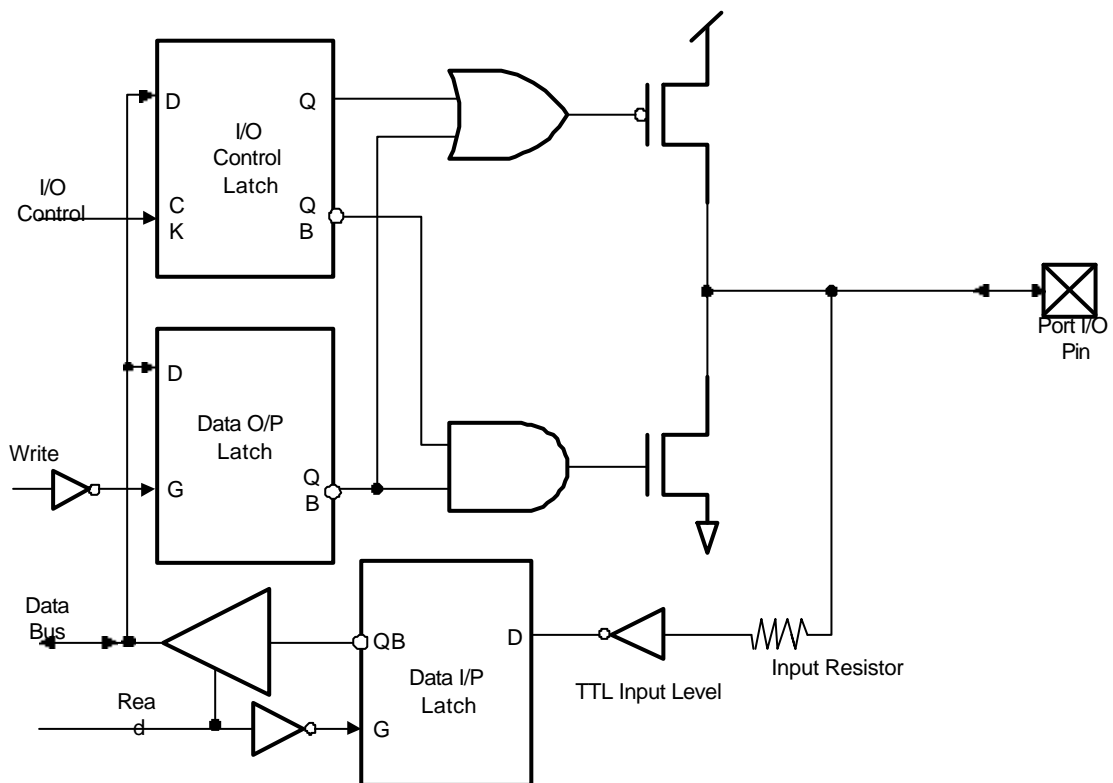 D
Q
I/O
Control
Latch
I/O
Control
C
K
Q
B
Port I/O
Pin
D
Data O/P
Latch
Write
G
Q
B
Data
Bus
QB
D
Data I/P
Latch
TTL Input Level
Input Resistor
Rea
d
G